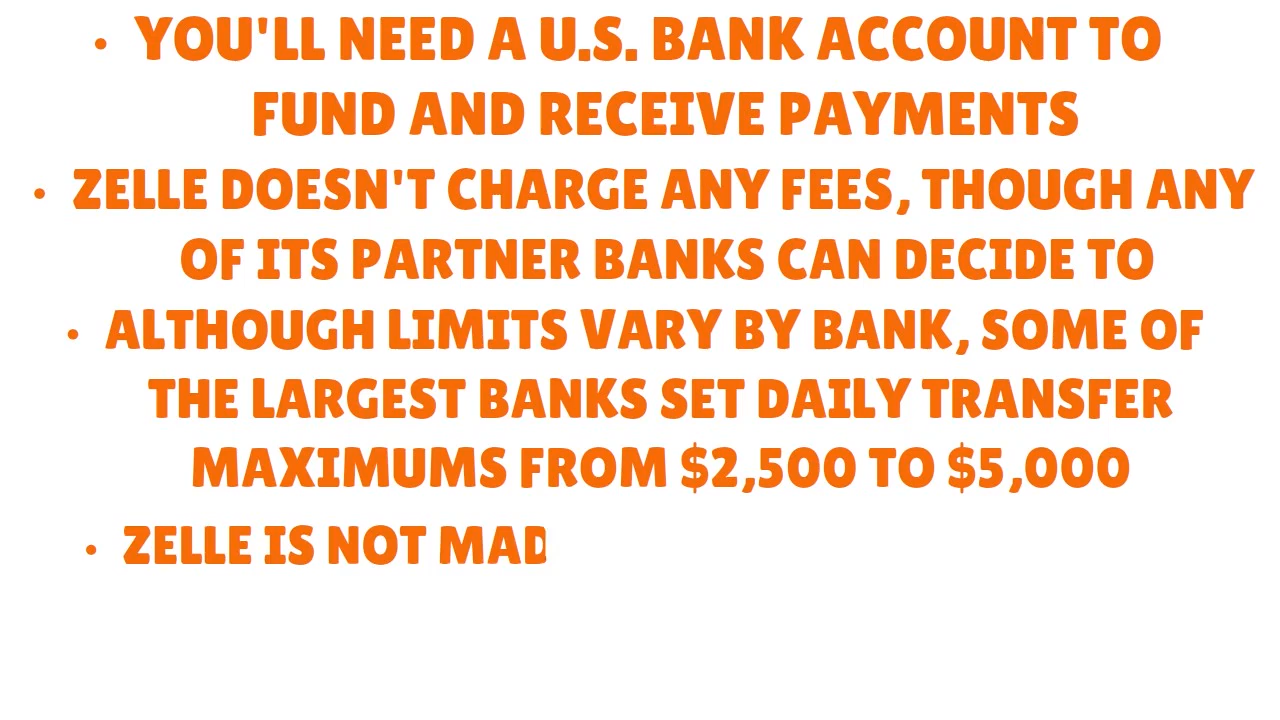 • YOU'LL NEED A U.S. BANK ACCOUNT TO
FUND AND RECEIVE PAYMENTS
• ZELLE DOESN'T CHARGE ANY FEES, THOUGH ANY
OF ITS PARTNER BANKS CAN DECIDE TO
• ALTHOUGH LIMITS VARY BY BANK, SOME OF
THE LARGEST BANKS SET DAILY TRANSFER
MAXIMUMS FROM $2,500 TO $5,000
• ZELLE IS NOT MAD